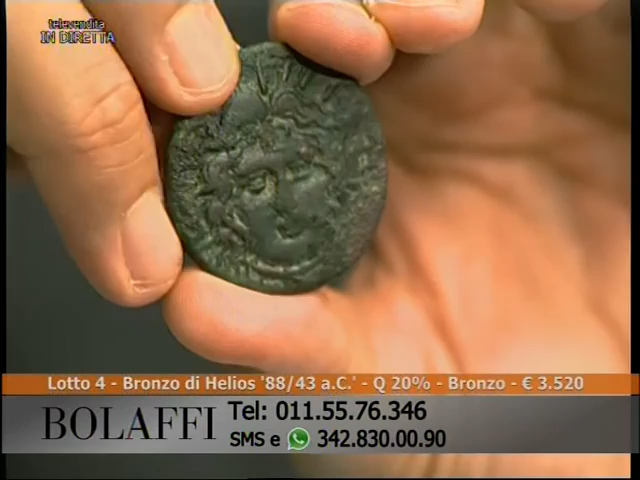 televendita
IN DIRETTA
Lotto 4 - Bronzo di Helios '88/43 a.C.' - Q 20% - Bronzo - € 3.520
BOLAFFI
Tel: 011.55.76.346
SMS e 342.830.00.90